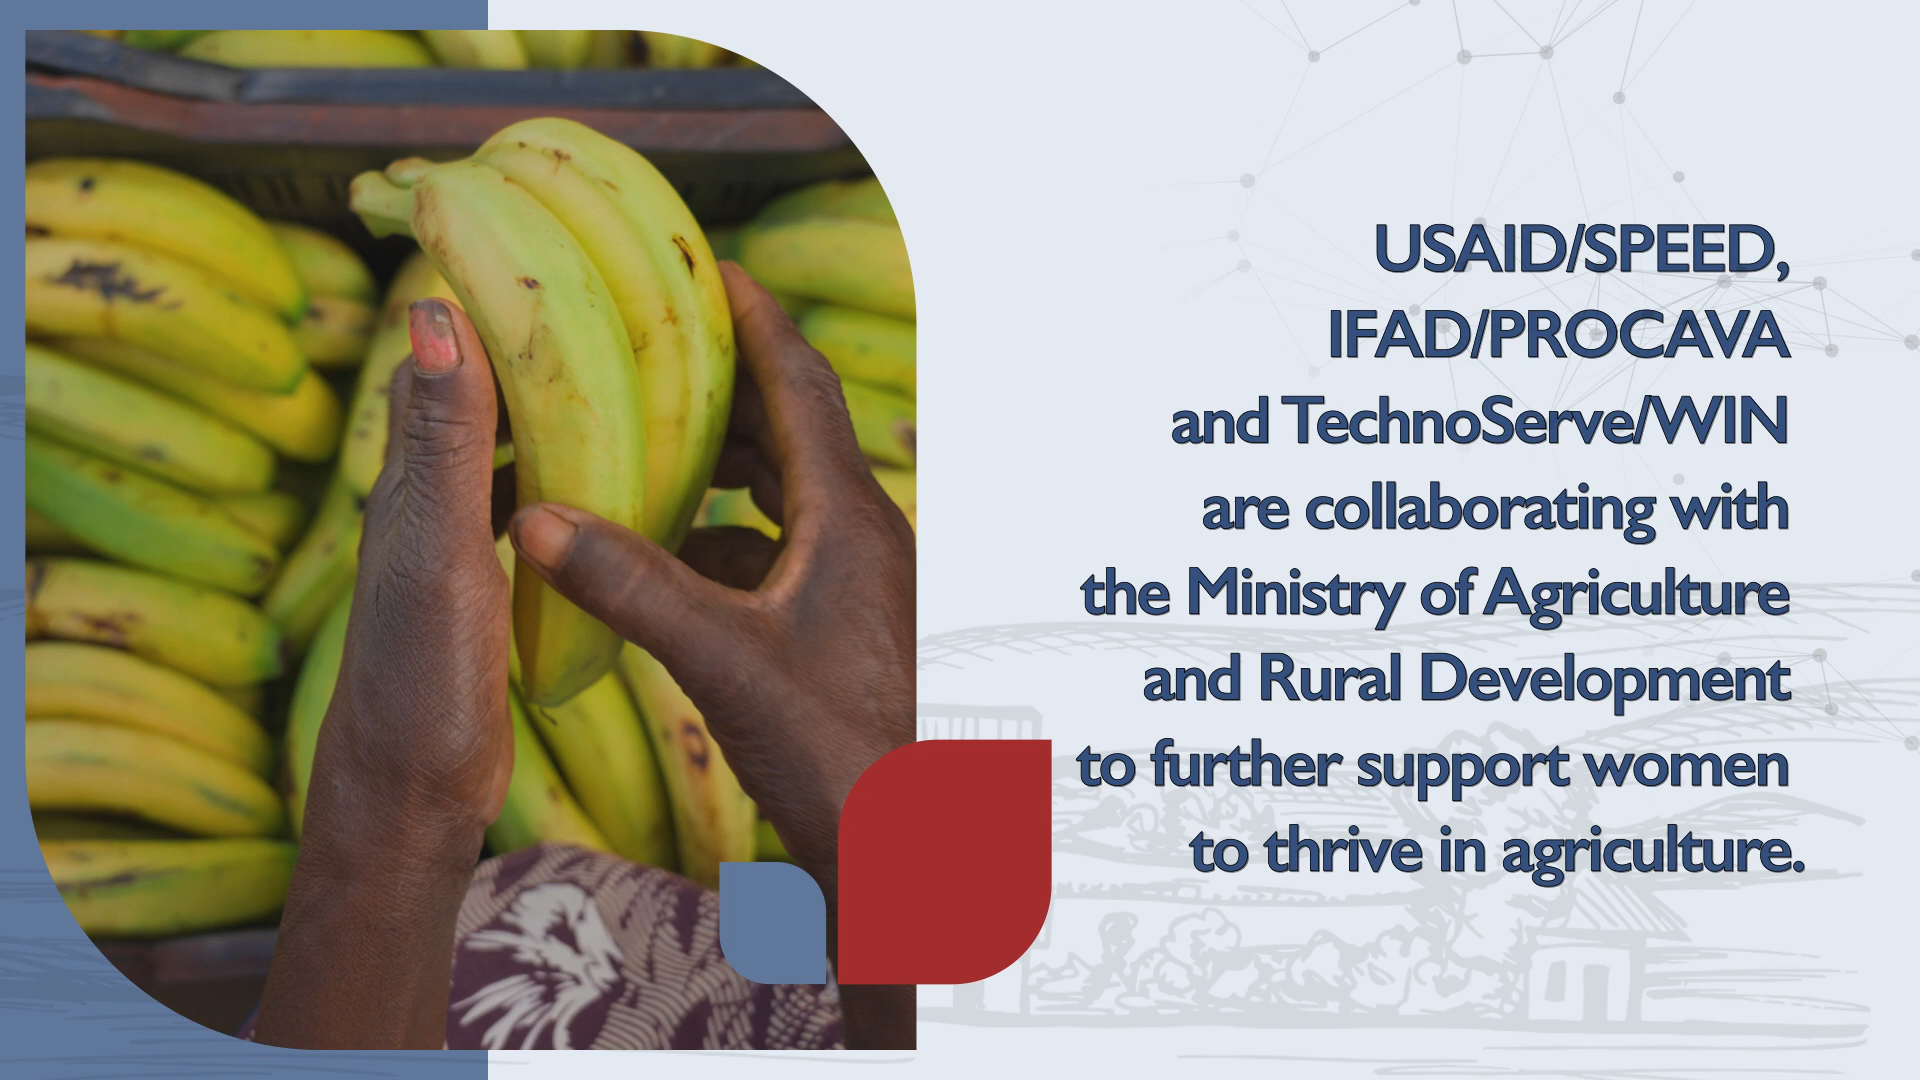 USAID/SPEED,
IFAD/PROCAVA
and TechnoServe/WIN
are collaborating with
the Ministry of Agriculture
and Rural Development
to further support women
to thrive in agriculture.